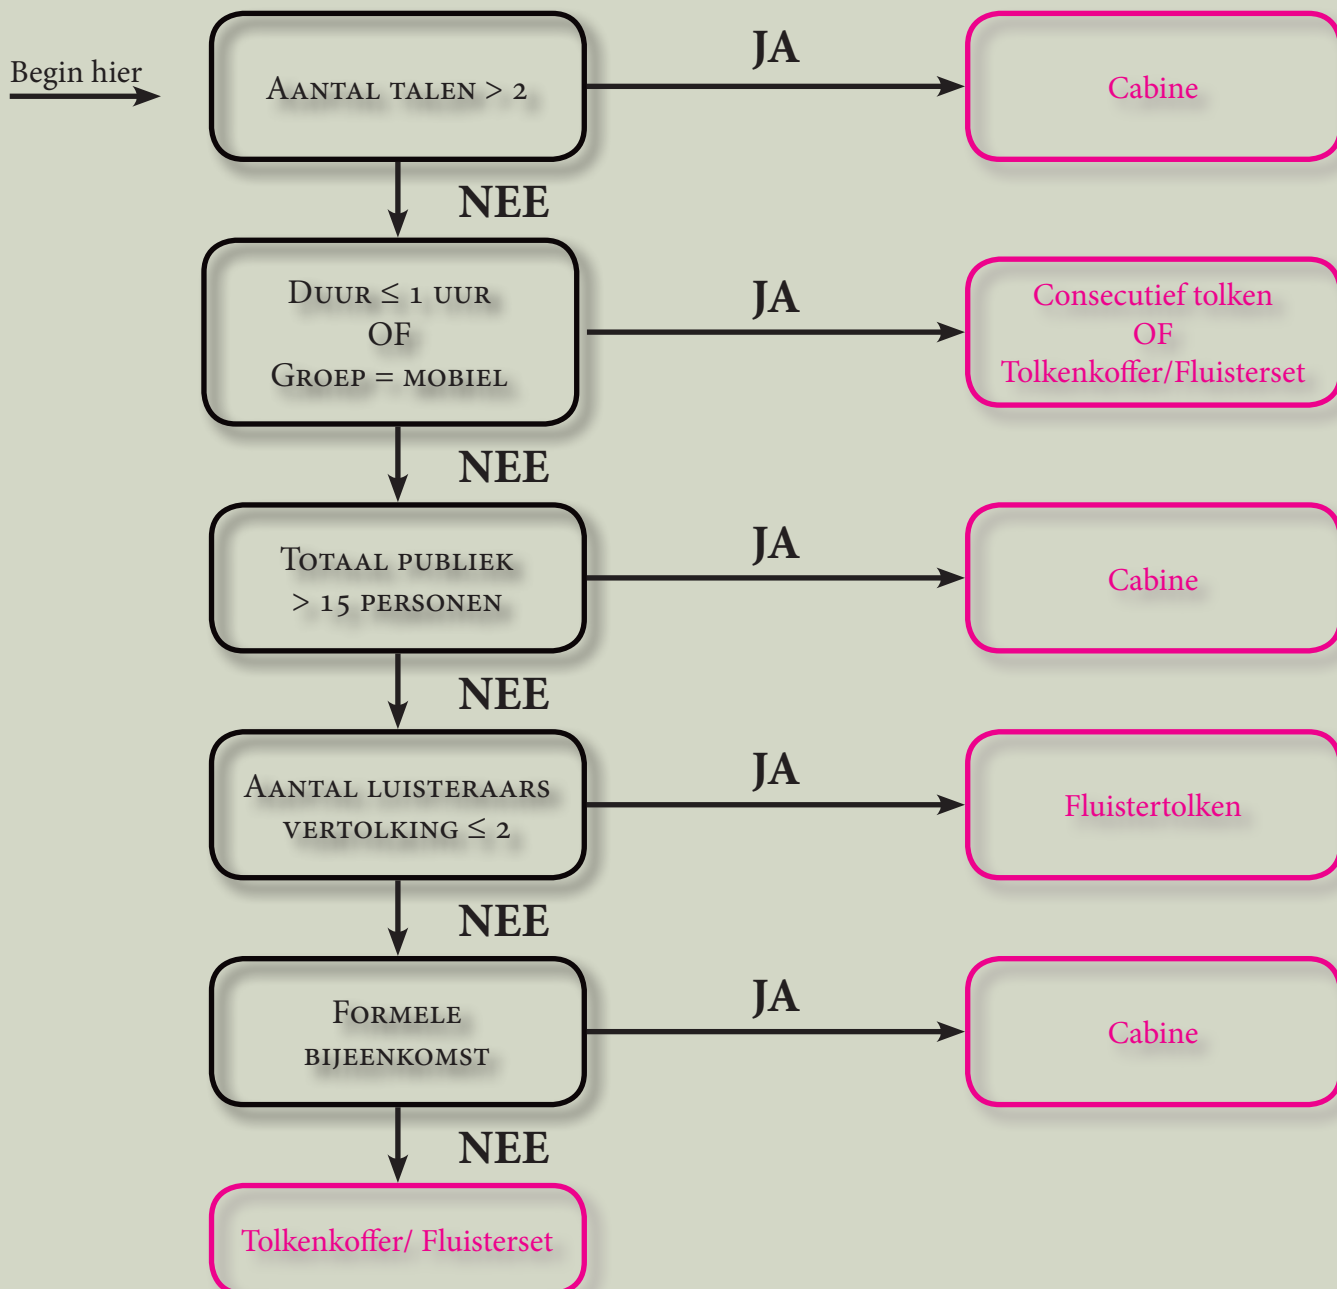 Begin hier
Aantal talen > 2
JA
Cabine
NEE
Duur ≤ 1 uur
OF
Groep = mobiel
JA
Consecutief tolken
OF
Tolkenkoffer/Fluisterset
NEE
Totaal publiek
> 15 personen
JA
Cabine
NEE
Aantal luisteraars
vertolking ≤ 2
JA
Fluistertolken
NEE
Formele
bijeenkomst
JA
Cabine
NEE
Tolkenkoffer/ Fluisterset